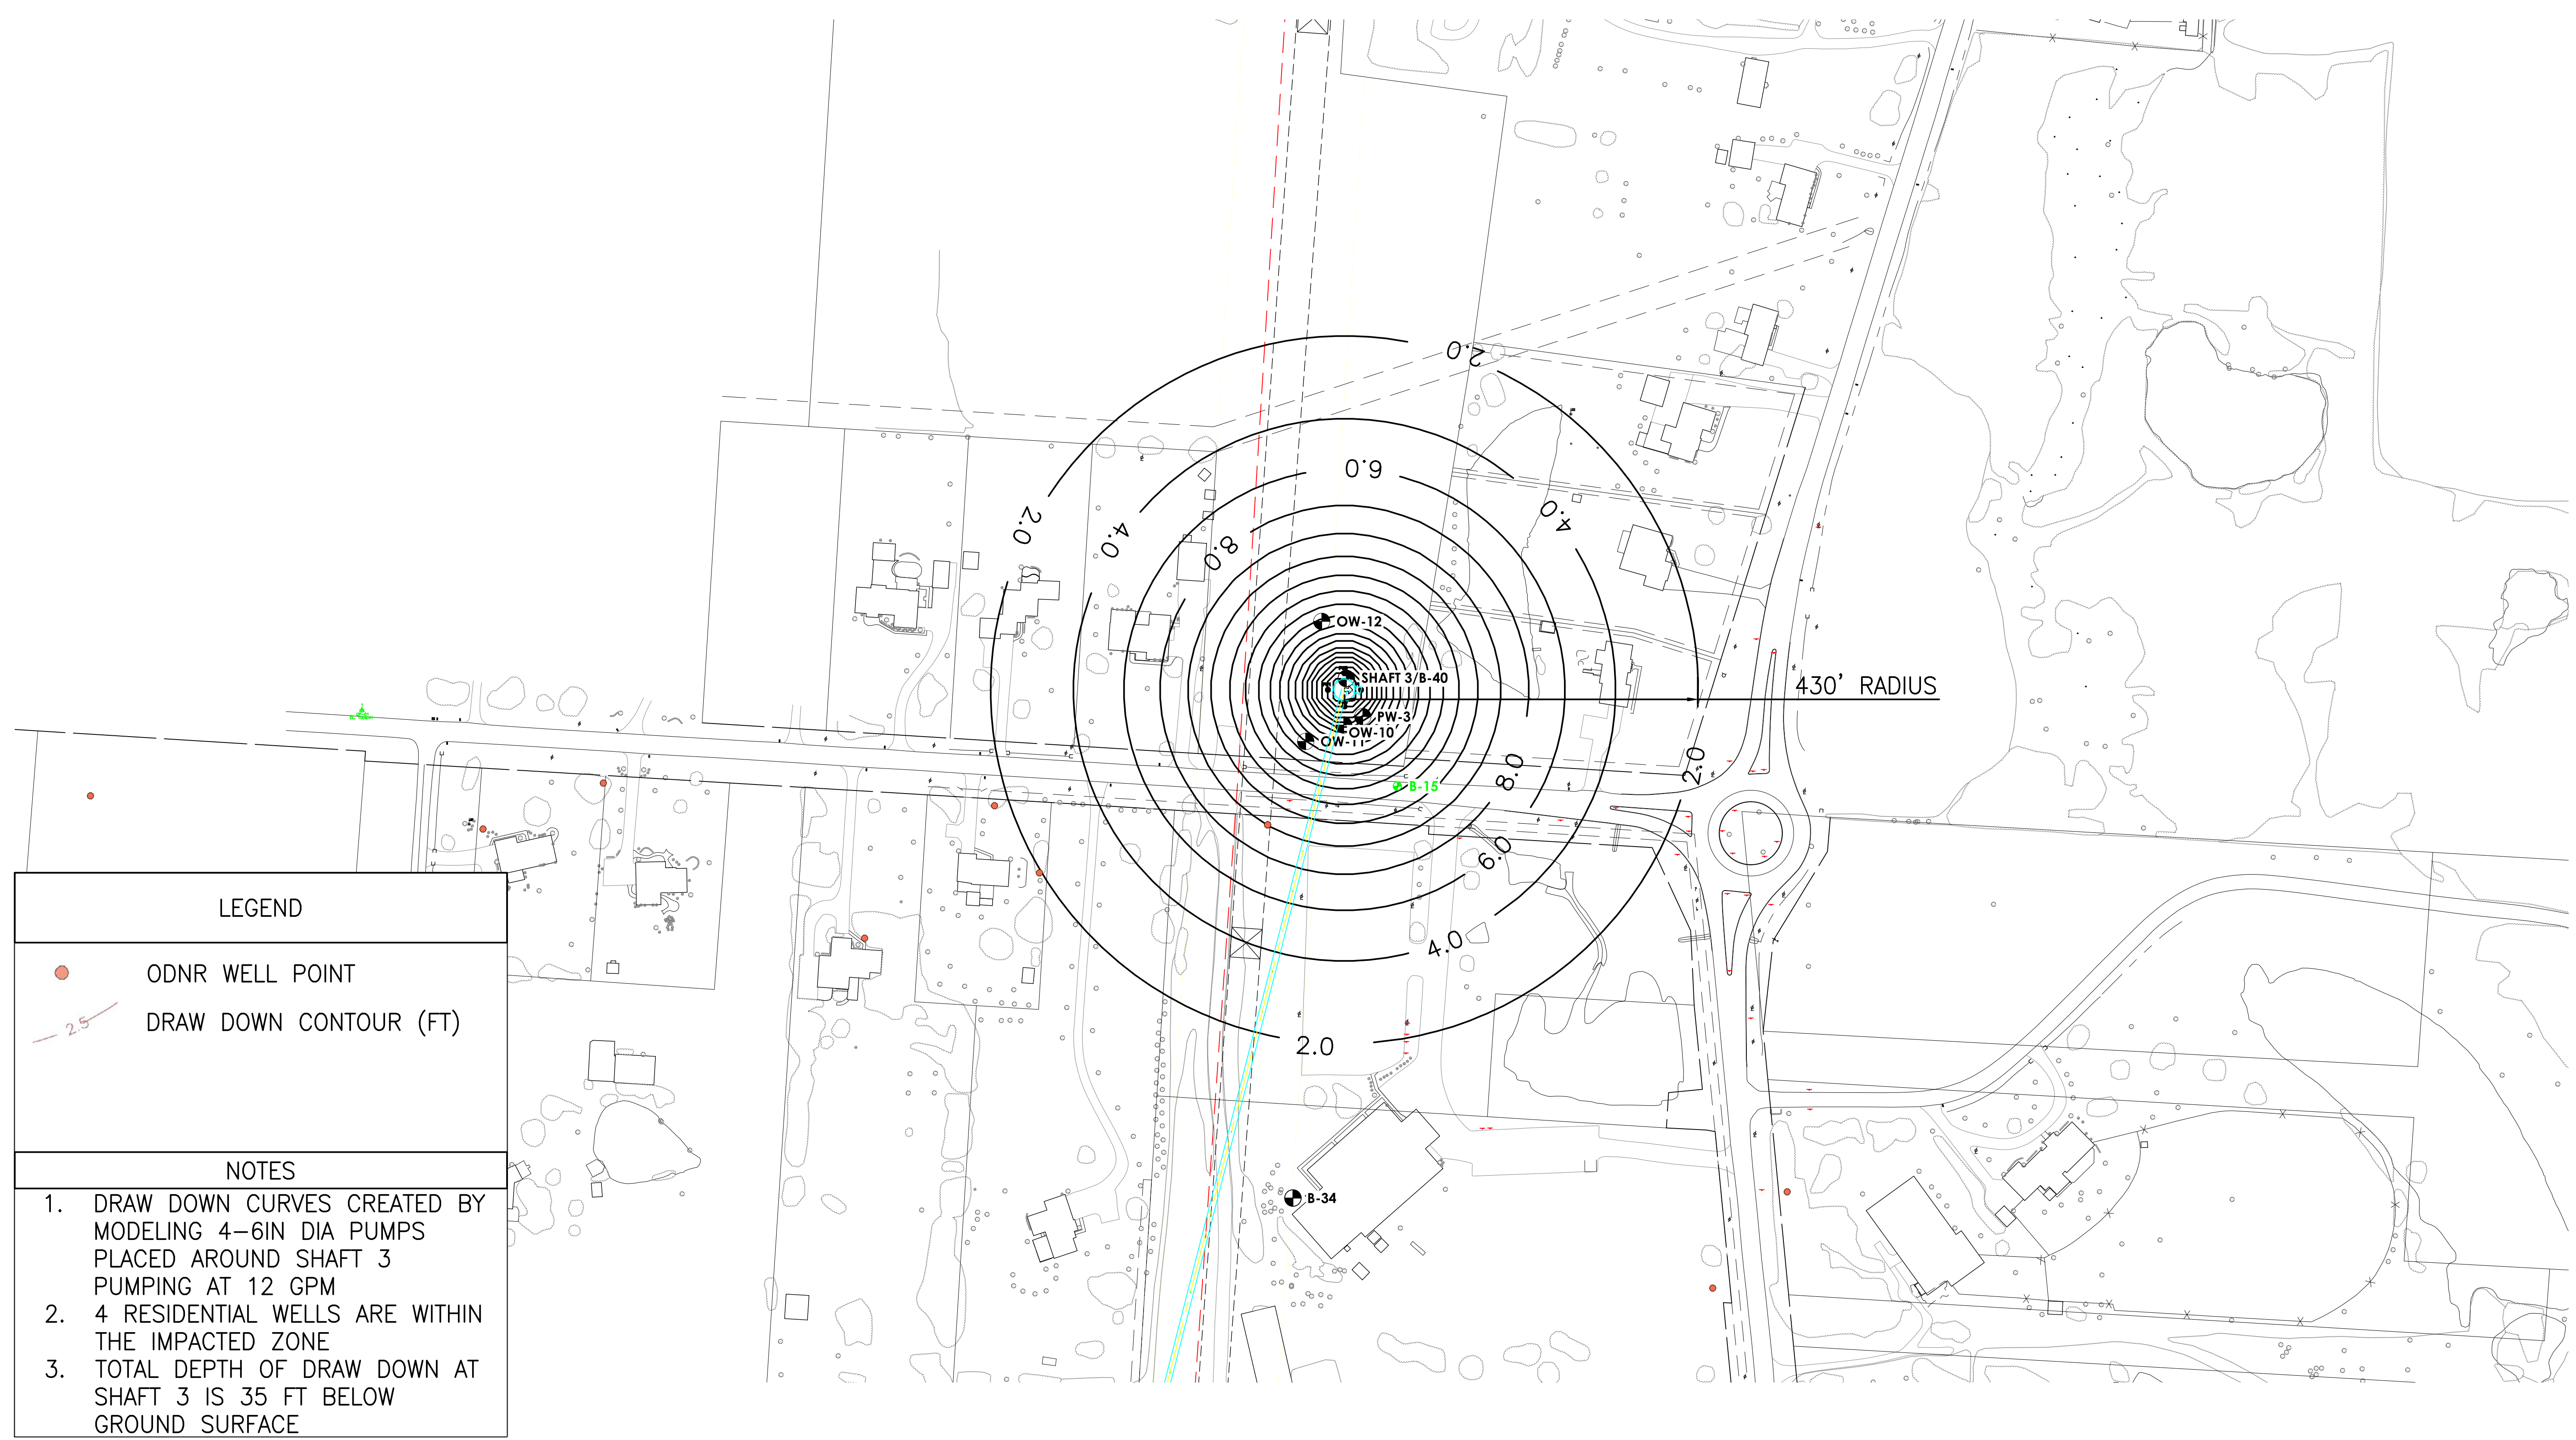 2.0
6.0
2.0
4.0
8.0
4.0
OW-12
SHAFT 3/B-40
430' RADIUS
PW-3
OW-10
OW-11
2.0
8.0
B-15
6.0
4.0
2.0
B-34
LEGEND
ODNR WELL POINT
2.5
DRAW DOWN CONTOUR (FT)
NOTES
1. DRAW DOWN CURVES CREATED BY
MODELING 4-6IN DIA PUMPS
PLACED AROUND SHAFT 3
PUMPING AT 12 GPM
2. 4 RESIDENTIAL WELLS ARE WITHIN
THE IMPACTED ZONE
3. TOTAL DEPTH OF DRAW DOWN AT
SHAFT 3 IS 35 FT BELOW
GROUND SURFACE